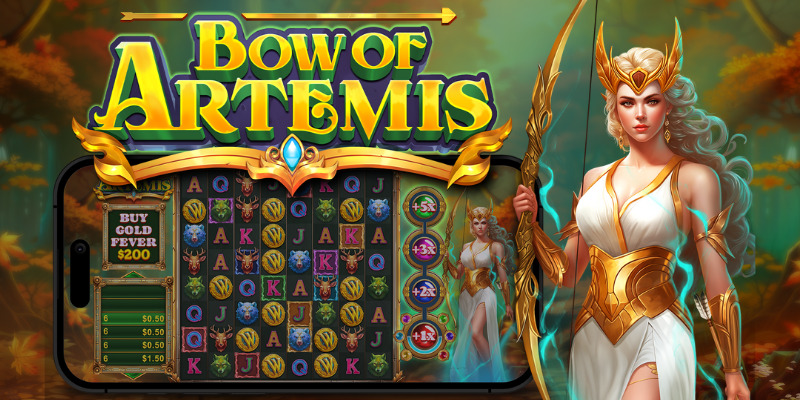 BOW OF
ARTEMIS
ARTEMIS
BUY
GOLD
FEVER
$200
6 $0.50
6 $0.50
6 $0.50
6 $1.50
A Q K Q J
K J A K A
+5x
+3x
+2x
+1x